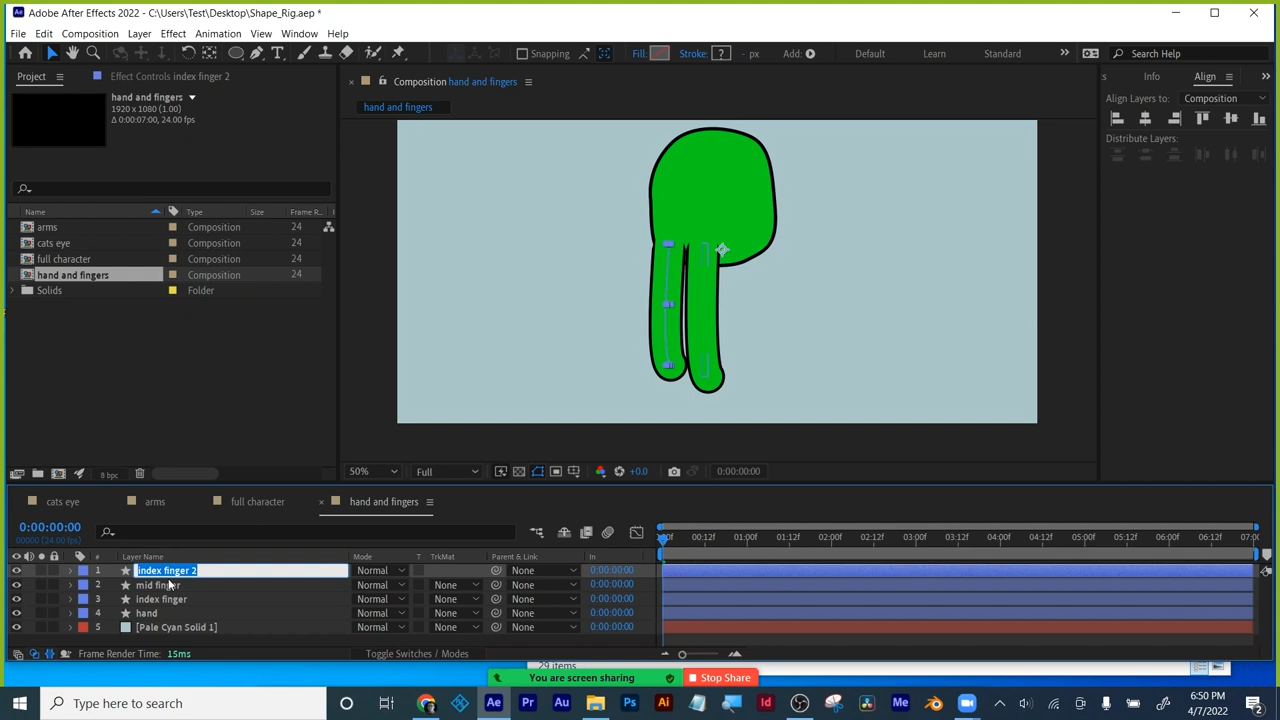 Adobe After Effects 2022 - C:\Users\Test\Desktop\Shape_Rig.aep *
File Edit Composition Layer Effect Animation View Window Help
Snapping Fill: Stroke: ? - px Add: Default Learn Standard Search Help
Project Effect Controls index finger 2 Composition hand and fingers Info Align
hand and fingers
1920 x 1080 (1.00)
Δ 0:00:07:00, 24.00 fps
hand and fingers
Align Layers to: Composition
Distribute Layers:
Name Type Size Frame R...
arms Composition 24
cats eye Composition 24
full character Composition 24
hand and fingers Composition 24
Solids Folder
8 bpc 50% Full +0.0 0:00:00:00
cats eye arms full character hand and fingers
0:00:00:00
00000 (24.00 fps)
:00f 00:12f 01:00f 01:12f 02:00f 02:12f 03:00f 03:12f 04:00f 04:12f 05:00f 05:12f 06:00f 06:12f 07:00
# Layer Name Mode T TrkMat Parent & Link In
1 index finger 2 Normal None 0:00:00:00
2 mid finger Normal None None 0:00:00:00
3 index finger Normal None None 0:00:00:00
4 hand Normal None None 0:00:00:00
5 [Pale Cyan Solid 1] Normal None None 0:00:00:00
Frame Render Time: 15ms Toggle Switches / Modes
29 items
You are screen sharing Stop Share
Type here to search
6:50 PM
4/7/2022